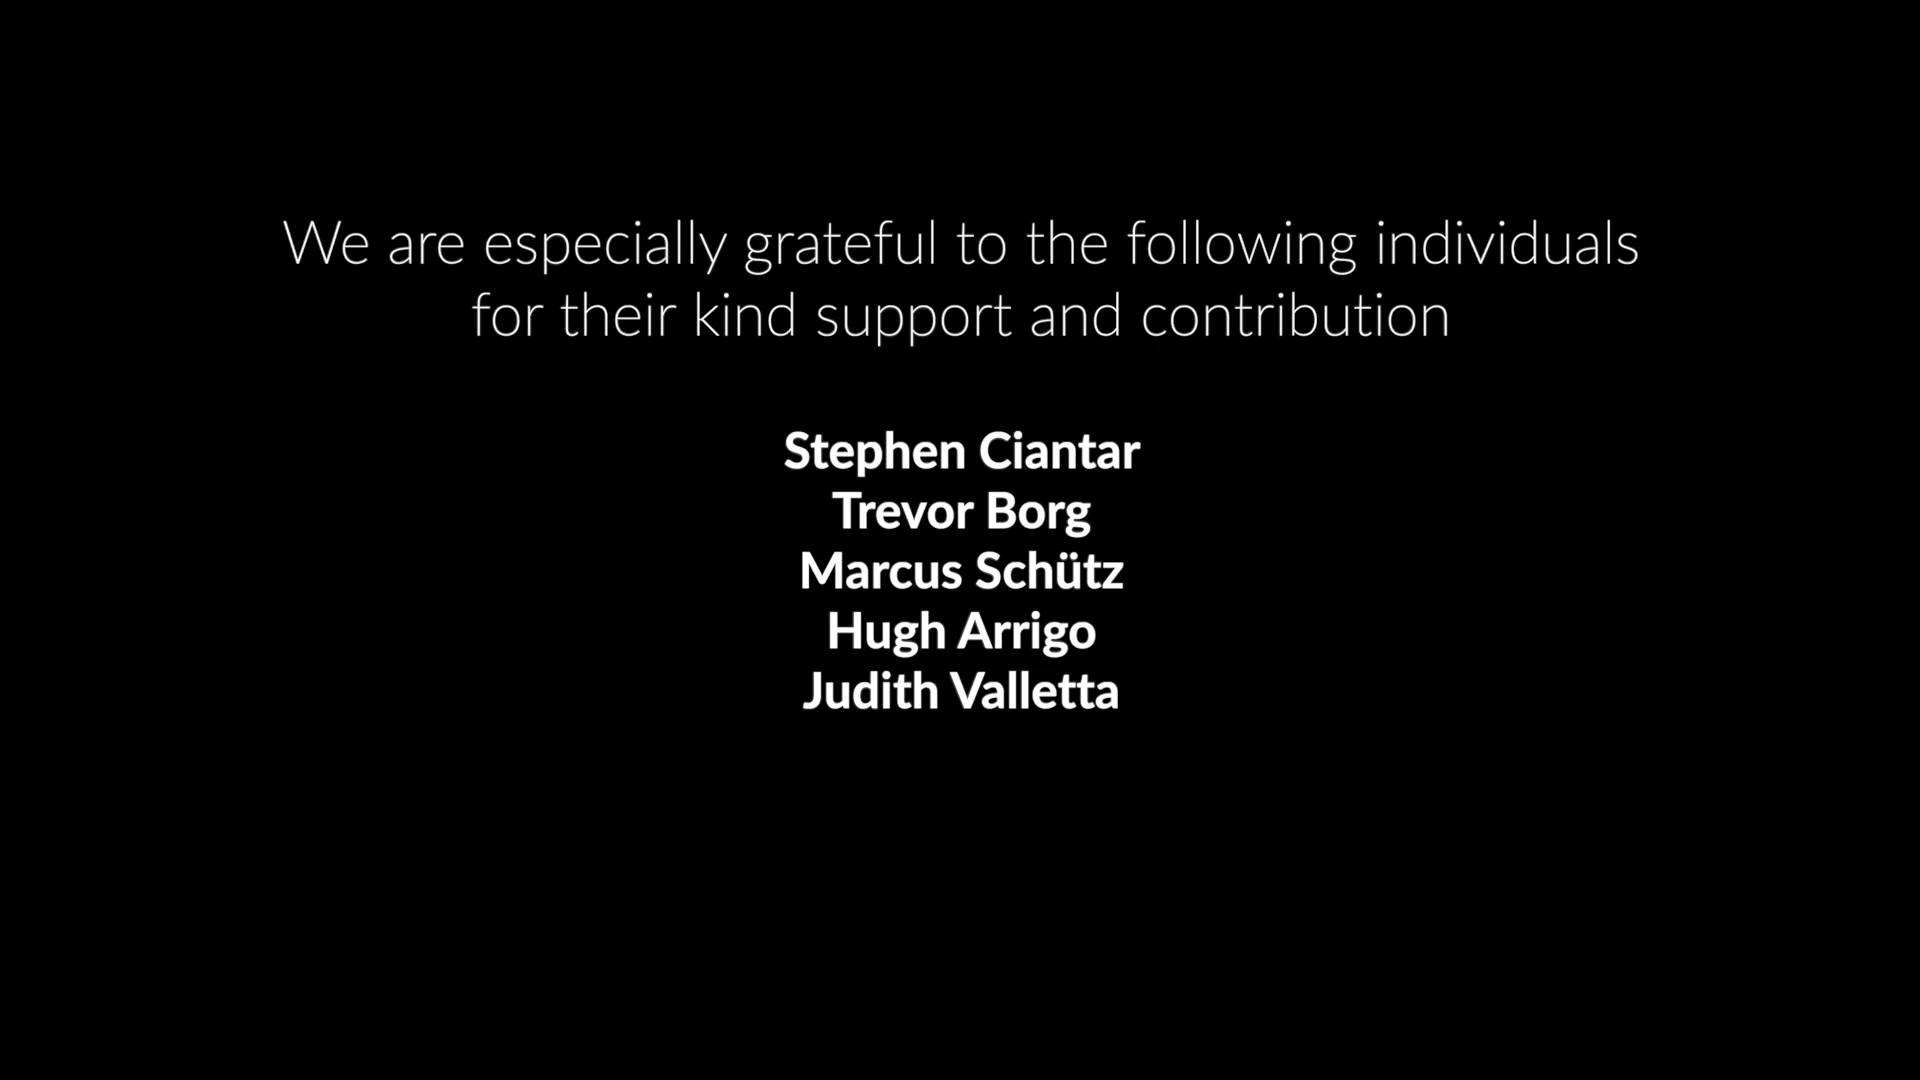 We are especially grateful to the following individuals
for their kind support and contribution
Stephen Ciantar
Trevor Borg
Marcus Schütz
Hugh Arrigo
Judith Valletta